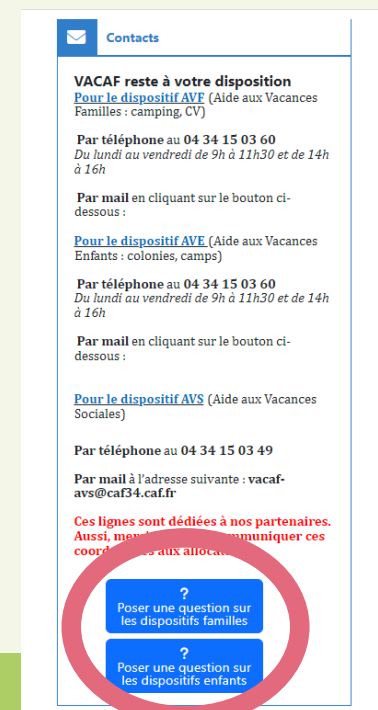 Contacts
VACAF reste à votre disposition
Pour le dispositif AVF (Aide aux Vacances
Familles : camping, CV)
Par téléphone au 04 34 15 03 60
Du lundi au vendredi de 9h à 11h30 et de 14h
à 16h
Par mail en cliquant sur le bouton ci-
dessous :
Pour le dispositif AVE (Aide aux Vacances
Enfants : colonies, camps)
Par téléphone au 04 34 15 03 60
Du lundi au vendredi de 9h à 11h30 et de 14h
à 16h
Par mail en cliquant sur le bouton ci-
dessous :
Pour le dispositif AVS (Aide aux Vacances
Sociales)
Par téléphone au 04 34 15 03 49
Par mail à l'adresse suivante : vacaf-
avs@caf34.caf.fr
Ces lignes sont dédiées à nos partenaires.
Aussi, ces
aux
?
Poser une question sur
les dispositifs familles
?
Poser une question sur
les dispositifs enfants